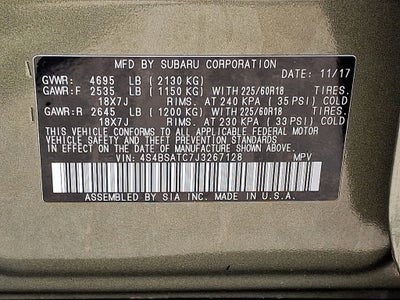 MFD. BY SUBARU CORPORATION
GVWR: 4695 LB ( 2130 KG) DATE: 11/17
GAWR:F 2535 LB ( 1150 KG) WITH 225/60R18 TIRES.
18X7J RIMS. AT 240 KPA ( 35 PSI) COLD
GAWR:R 2645 LB ( 1200 KG) WITH 225/60R18 TIRES.
18X7J RIMS. AT 230 KPA ( 33 PSI) COLD
THIS VEHICLE CONFORMS TO ALL APPLICABLE FEDERAL MOTOR
VEHICLE SAFETY AND THEFT PREVENTION STANDARDS
IN EFFECT ON THE DATE OF MANUFACTURE SHOWN ABOVE.
VIN: 4S4BSATC7J3267128 MPV
ASSEMBLED BY SIA INC. MADE IN U.S.A.